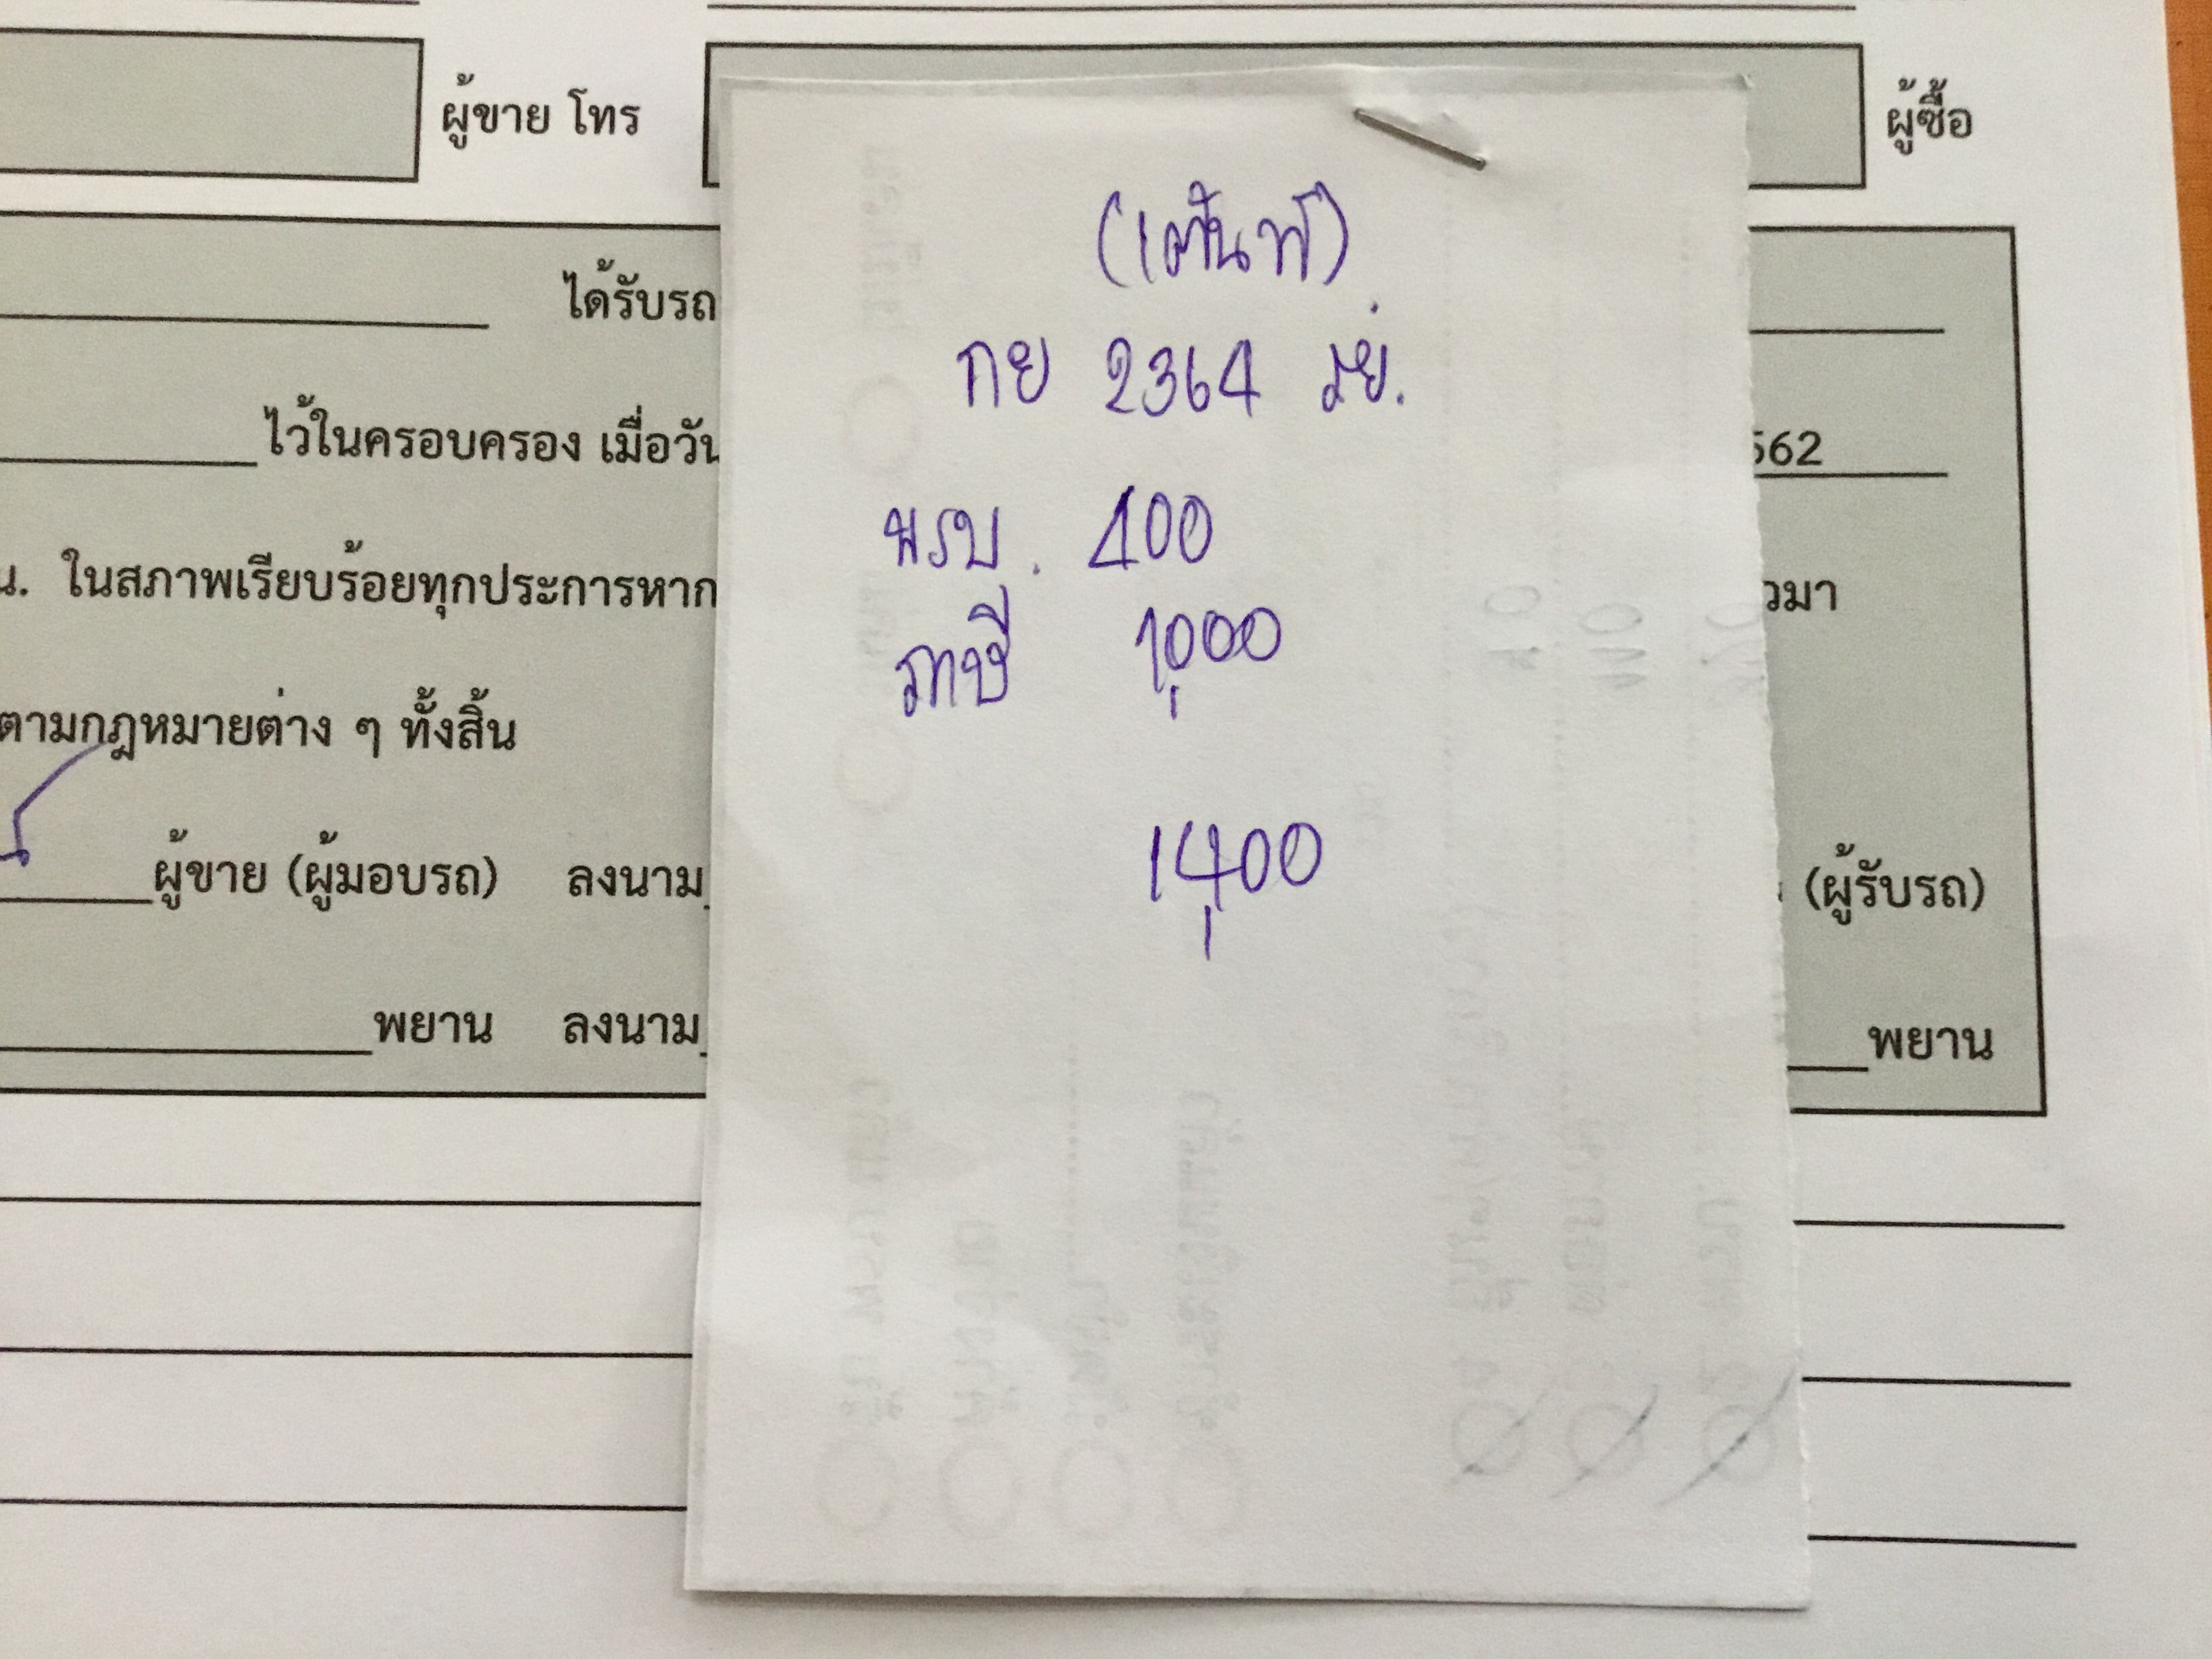 ผู้ขาย โทร
ผู้ซื้อ
(เต้นท์)
ได้รับรถ
กย 2364 รย.
ไว้ในครอบครอง เมื่อวัน
562
พรบ. 400
น. ในสภาพเรียบร้อยทุกประการหาก
วมา
ภาษี 1,000
ตามกฎหมายต่าง ๆ ทั้งสิ้น
1,400
ผู้ขาย (ผู้มอบรถ) ลงนาม
(ผู้รับรถ)
พยาน ลงนาม
พยาน